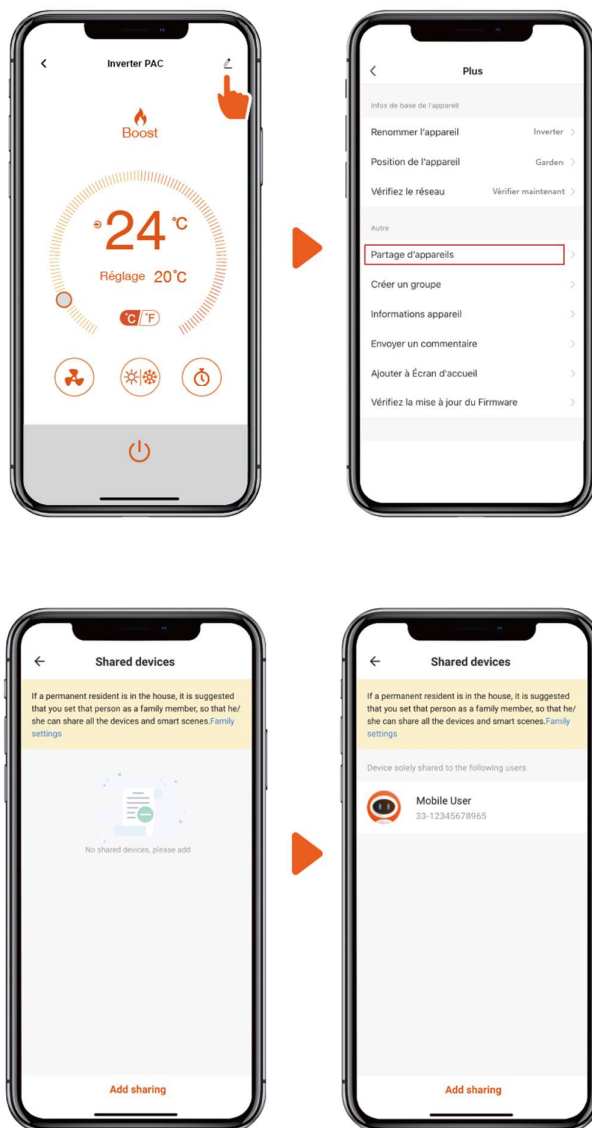 Inverter PAC
Boost
24 °C
Réglage 20°C
°C/°F
Plus
Infos de base de l'appareil
Renommer l'appareil Inverter
Position de l'appareil Garden
Vérifiez le réseau Vérifier maintenant
Autre
Partage d'appareils
Créer un groupe
Informations appareil
Envoyer un commentaire
Ajouter à Écran d'accueil
Vérifiez la mise à jour du Firmware
Shared devices
If a permanent resident is in the house, it is suggested
that you set that person as a family member, so that he/
she can share all the devices and smart scenes.Family
settings
No shared devices, please add
Add sharing
Shared devices
If a permanent resident is in the house, it is suggested
that you set that person as a family member, so that he/
she can share all the devices and smart scenes.Family
settings
Device solely shared to the following users
Mobile User
33-12345678965
Add sharing